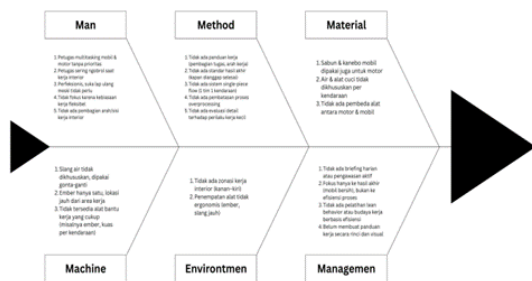 Man
Method
Material
1. Petugas multitasking mobil &
motor tanpa prioritas
2. Petugas sering ngobrol saat
kerja interior
3. Perfeksionis, suka lap ulang
meski tidak perlu
4. Tidak fokus karena kebiasaan
kerja fleksibel
5. Tidak ada pembagian
kerja interior
1. Tidak ada panduan kerja
(pembagian tugas, arah kerja)
2. Tidak ada standar hasil akhir
(kapan dianggap selesai)
3. Tidak ada sistem single-piece
flow (1 tim 1 kendaraan)
4. Tidak ada pembatasan proses
overprocessing
5. Tidak ada evaluasi detail
terhadap perilaku kerja kecil
1. Sabun & kanebo mobil
dipakai juga untuk motor
2. Air & alat cuci tidak
dikhususkan per
kendaraan
3. Tidak ada pembeda alat
antara motor & mobil
1. Slang air tidak
dikhususkan, dipakai
gonta-ganti
2. Ember hanya satu, lokasi
jauh dari area kerja
3. Tidak tersedia alat bantu
kerja yang cukup
(misalnya ember, kuas
per kendaraan)
1. Tidak ada zonasi kerja
interior (kanan-kiri)
2. Penempatan alat tidak
ergonomis (ember,
slang jauh)
1. Tidak ada briefing harian
atau pengawasan aktif
2. Fokus hanya ke hasil akhir
(mobil bersih), bukan ke
efisiensi proses
3. Tidak ada pelatihan lean
behavior atau budaya kerja
berbasis efisiensi
4. Belum membuat panduan
kerja secara rinci dan visual
Machine
Environtmen
Managemen